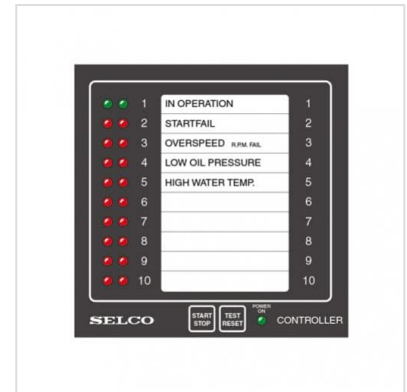 1 IN OPERATION 1
2 STARTFAIL 2
3 OVERSPEED R.P.M. FAIL 3
4 LOW OIL PRESSURE 4
5 HIGH WATER TEMP. 5
6 6
7 7
8 8
9 9
10 10
POWER
ON
START TEST
STOP RESET
SELCO CONTROLLER